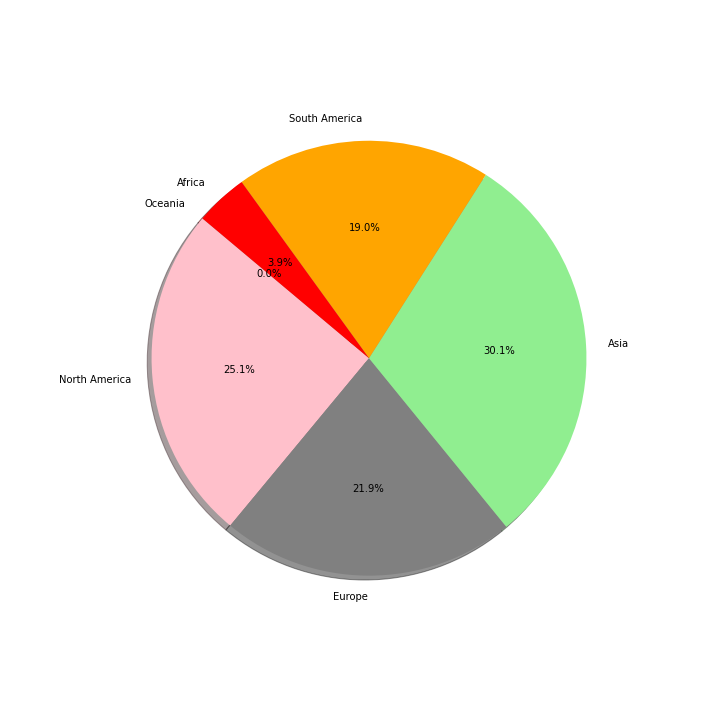 South America
Africa
Oceania
19.0%
3.9%
0.0%
Asia
30.1%
25.1%
North America
21.9%
Europe